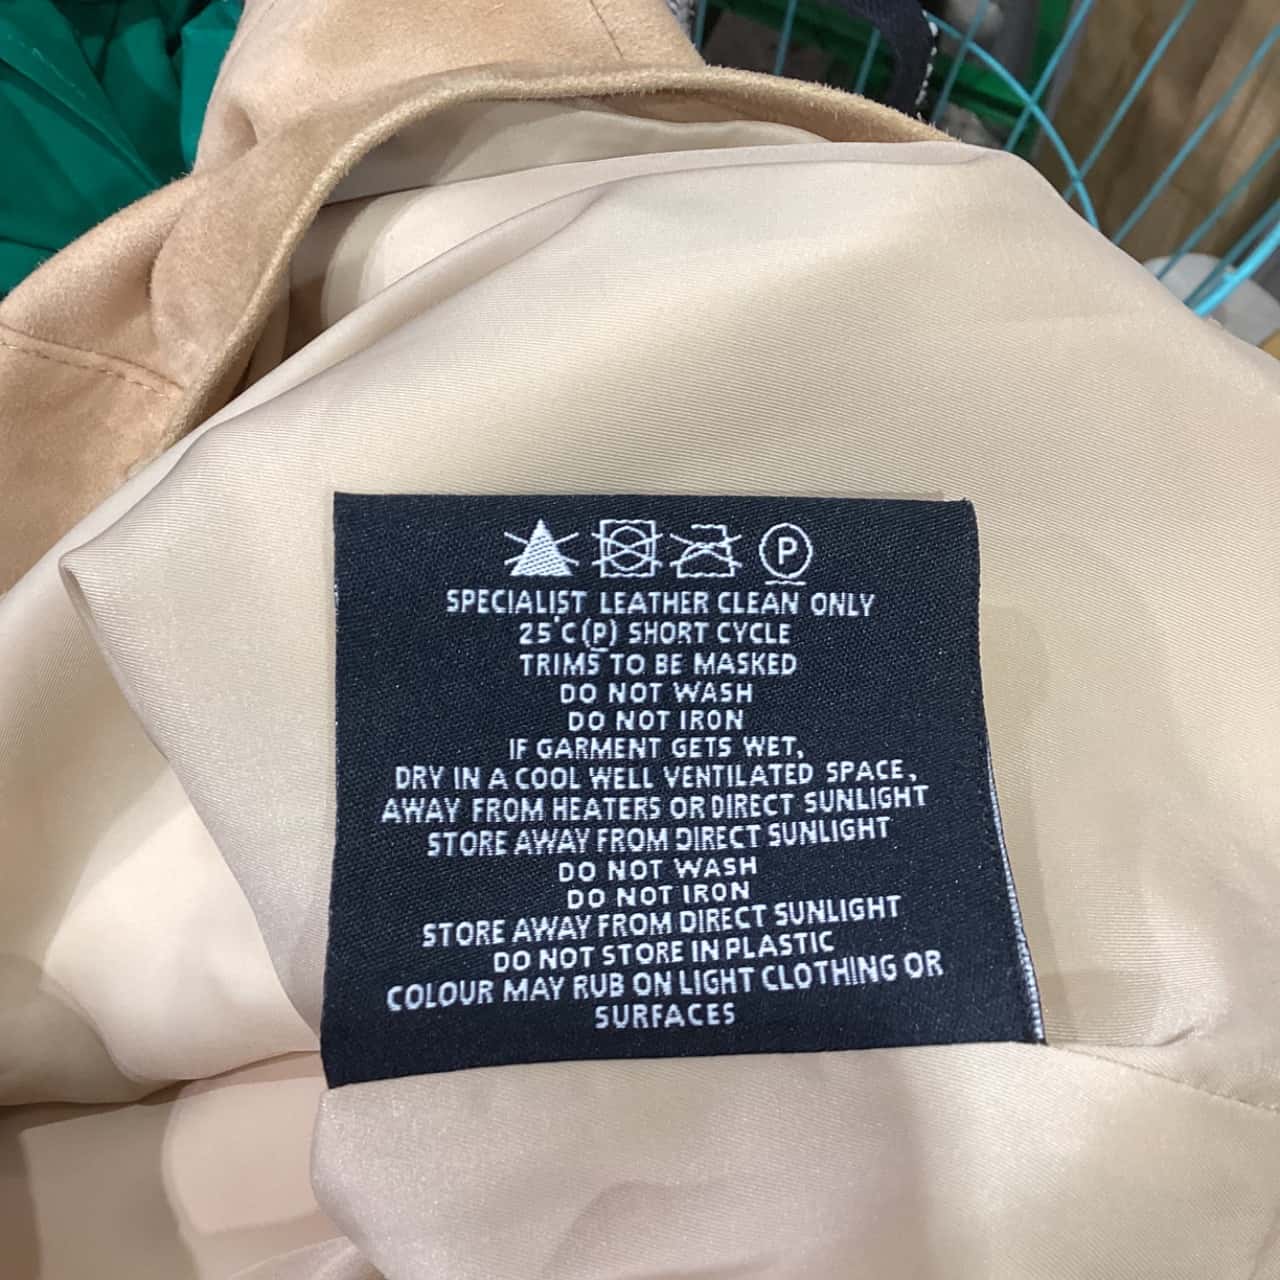 P
SPECIALIST LEATHER CLEAN ONLY
25°C (P) SHORT CYCLE
TRIMS TO BE MASKED
DO NOT WASH
DO NOT IRON
IF GARMENT GETS WET,
DRY IN A COOL WELL VENTILATED SPACE,
AWAY FROM HEATERS OR DIRECT SUNLIGHT
STORE AWAY FROM DIRECT SUNLIGHT
DO NOT WASH
DO NOT IRON
STORE AWAY FROM DIRECT SUNLIGHT
DO NOT STORE IN PLASTIC
COLOUR MAY RUB ON LIGHT CLOTHING OR
SURFACES